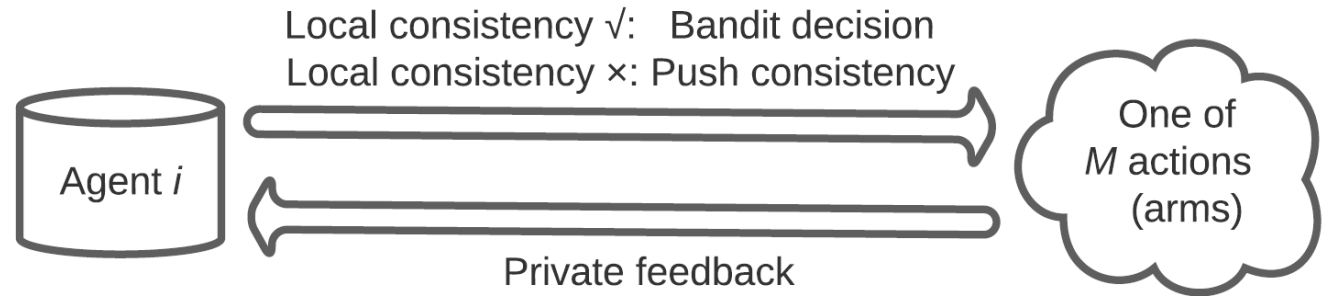 Local consistency √: Bandit decision
Local consistency ×: Push consistency
Agent i
One of
M actions
(arms)
Private feedback